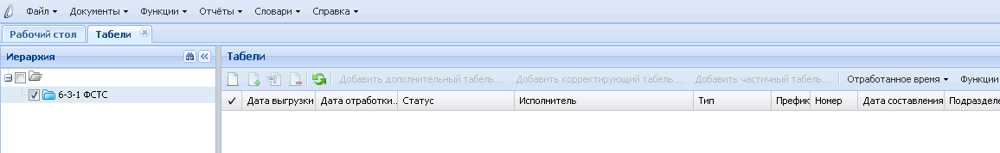 Файл Документы Функции Отчёты Словари Справка
Рабочий стол Табели
Иерархия
6-3-1 ФСТС
Табели
Добавить дополнительный табель... Добавить корректирующий табель... Добавить частичный табель... Отработанное время Функции
Дата выгрузки Дата отработки... Статус Исполнитель Тип Префик Номер Дата составления Подразделе